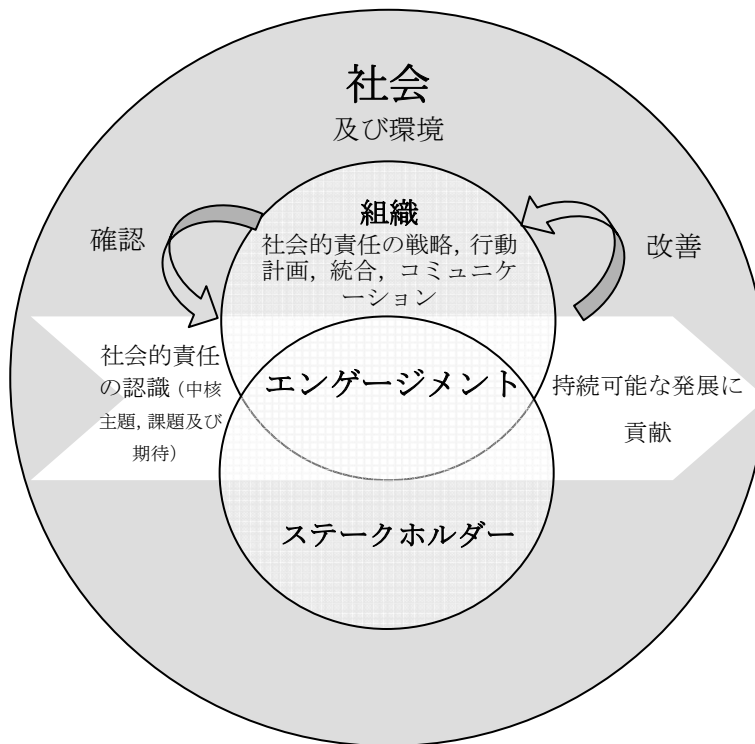 社会
及び環境
組織
社会的責任の戦略, 行動
計画, 統合, コミュニケ
ーション
確認
改善
社会的責任
の認識（中核
主題, 課題及び
期待）
エンゲージメント
持続可能な発展に
貢献
ステークホルダー